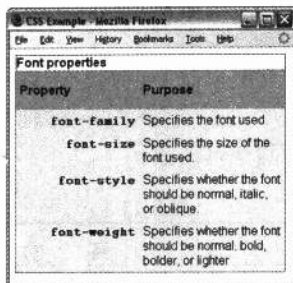 CSS Example - Mozilla Firefox
File Edit View History Bookmarks Tools Help
Font properties
Property Purpose
font-family Specifies the font used
font-size Specifies the size of the
font used.
font-style Specifies whether the font
should be normal, italic,
or oblique.
font-weight Specifies whether the font
should be normal, bold,
bolder, or lighter